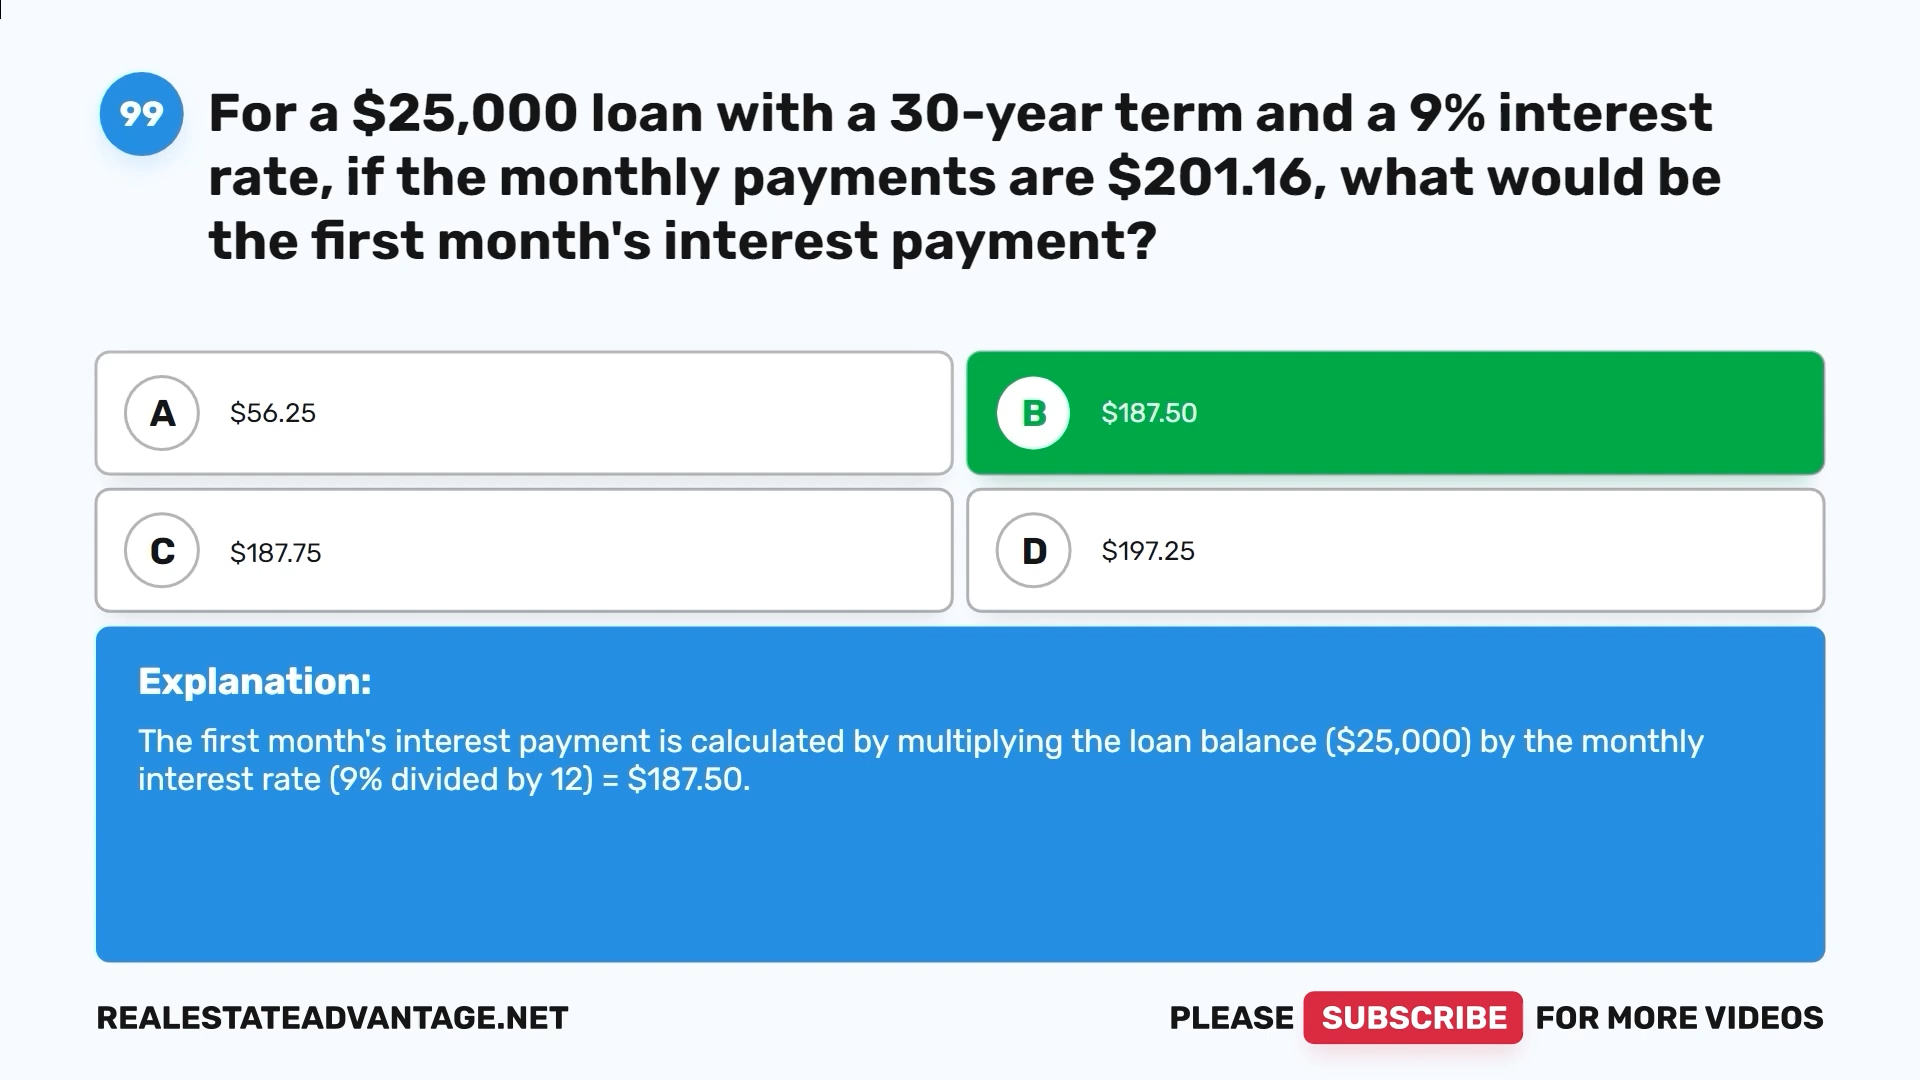 99
For a $25,000 loan with a 30-year term and a 9% interest
rate, if the monthly payments are $201.16, what would be
the first month's interest payment?
A $56.25
B $187.50
C $187.75
D $197.25
Explanation:
The first month's interest payment is calculated by multiplying the loan balance ($25,000) by the monthly
interest rate (9% divided by 12) = $187.50.
REALESTATEADVANTAGE.NET
PLEASE SUBSCRIBE FOR MORE VIDEOS